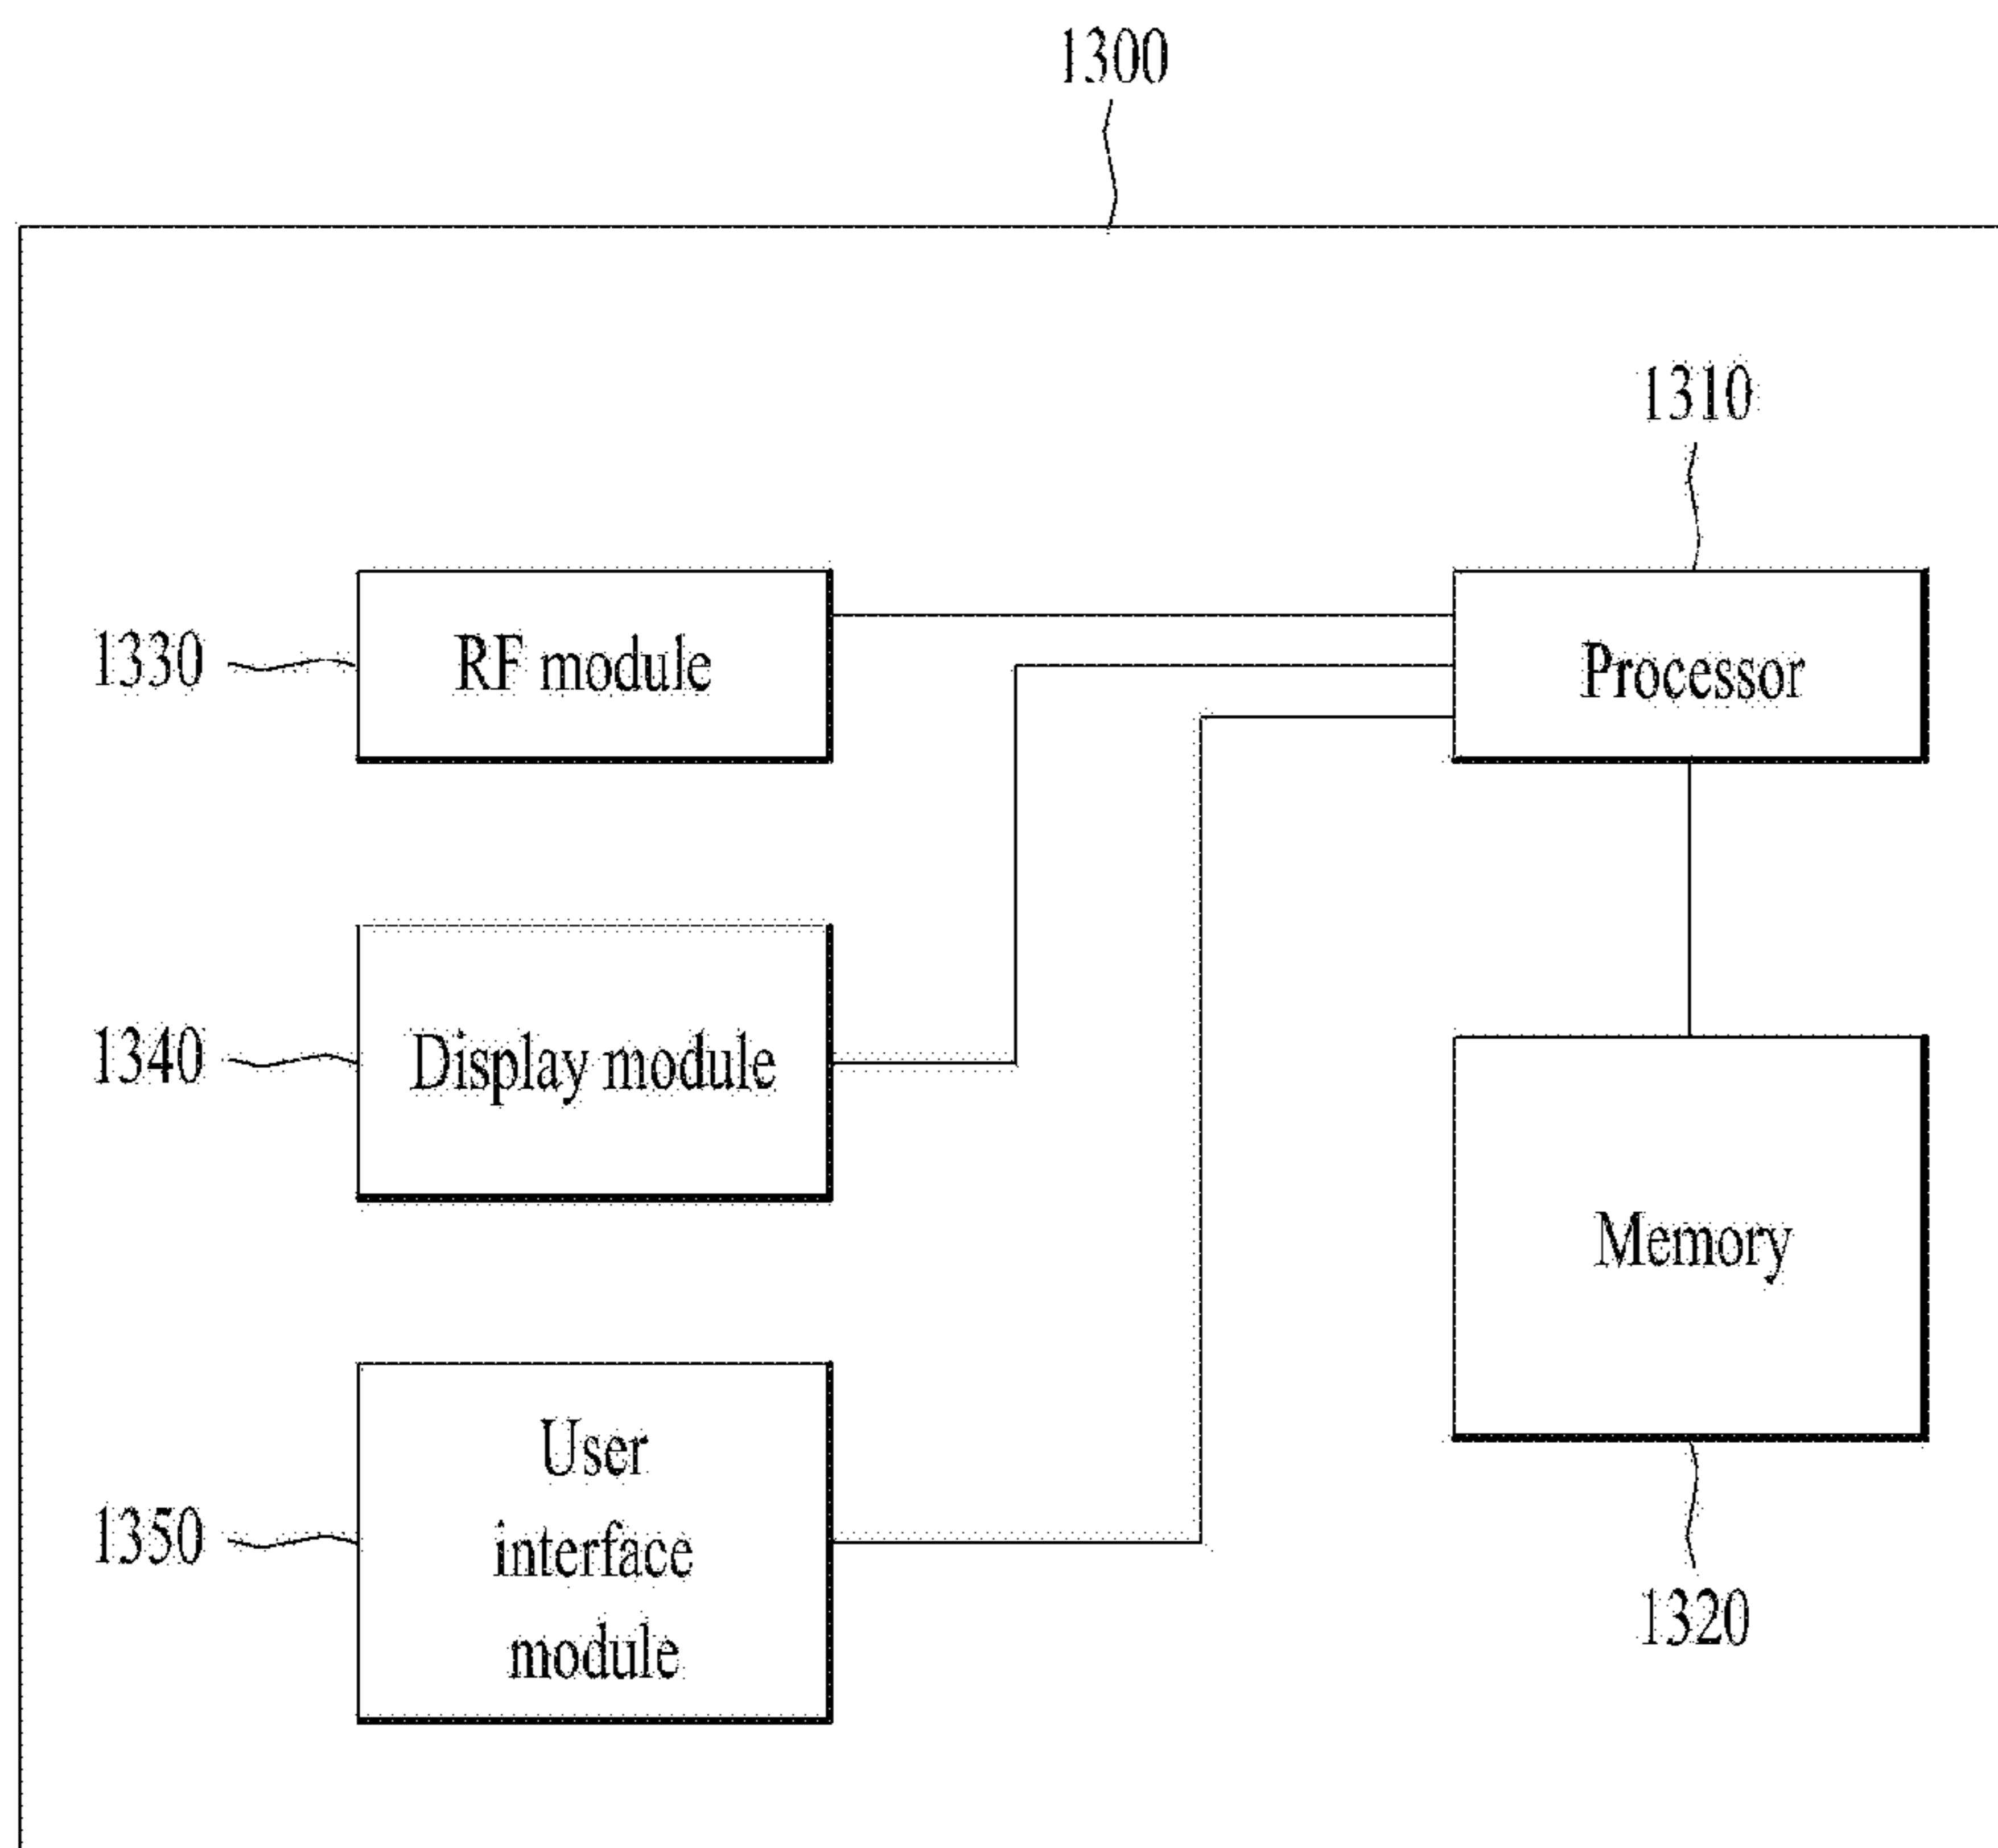 1300
1310
1330
RF module
Processor
1340
Display module
Memory
1350
User
interface
module
1320